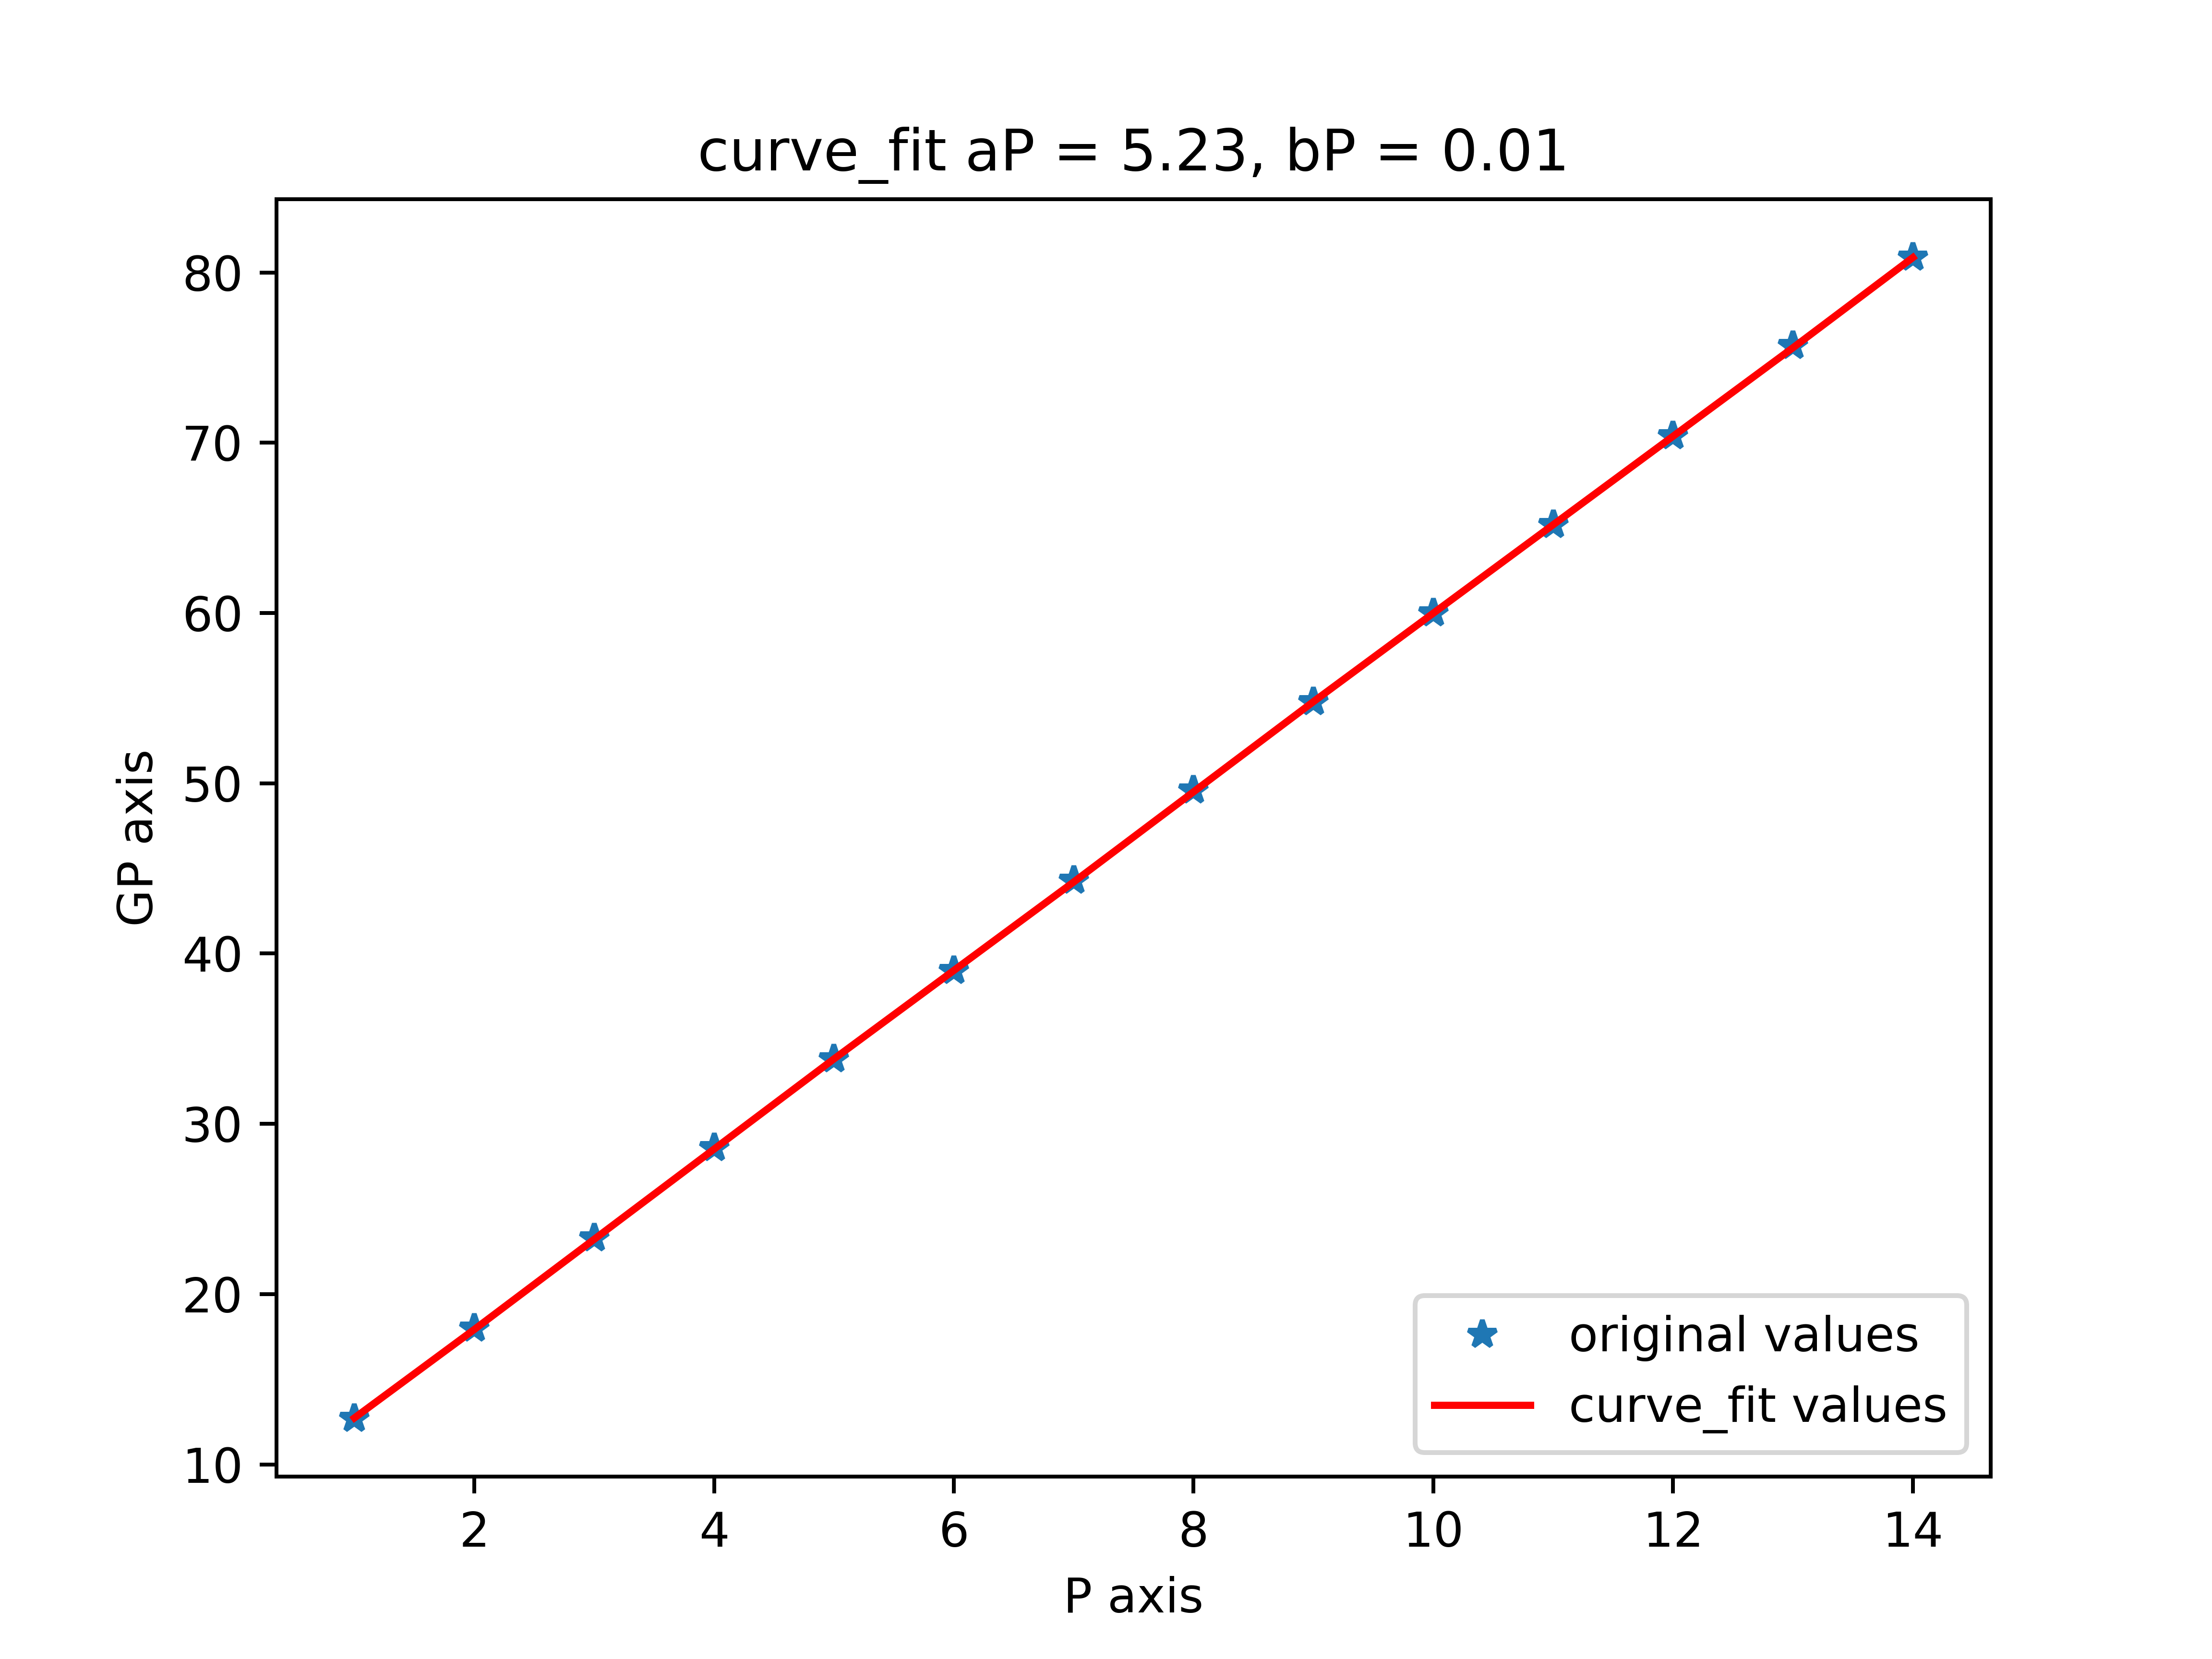 curve_fit aP = 5.23, bP = 0.01
GP axis
80
70
60
50
40
30
20
10
original values
curve_fit values
2 4 6 8 10 12 14
P axis